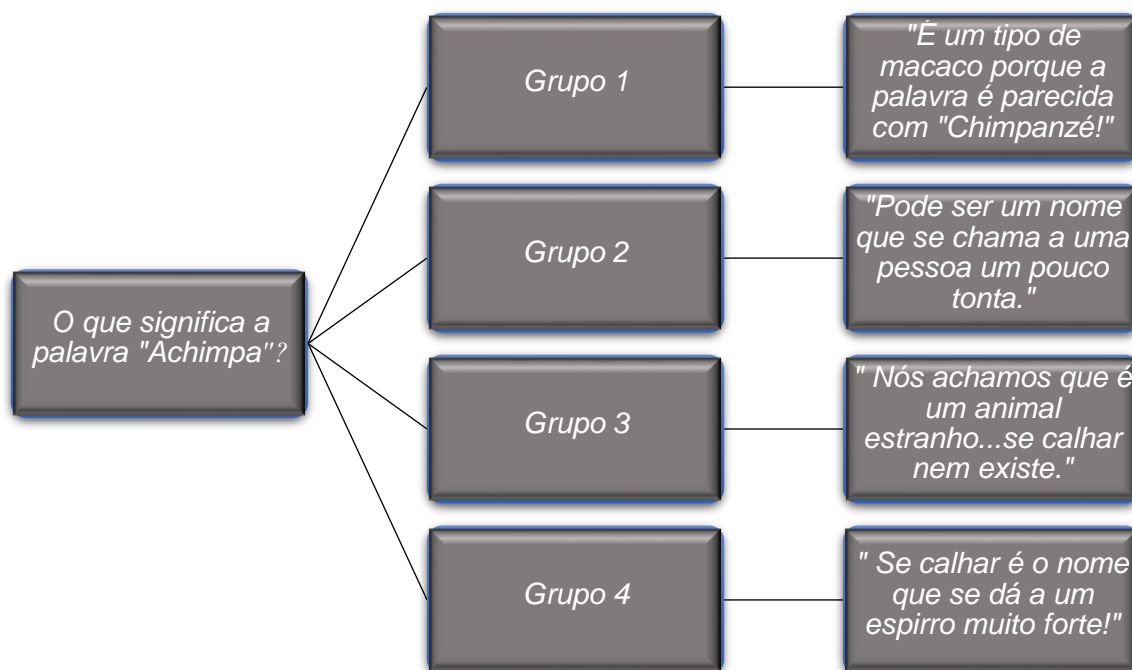 O que significa a
palavra "Achimpa"?
Grupo 1
"É um tipo de
macaco porque a
palavra é parecida
com "Chimpanzé!"
Grupo 2
"Pode ser um nome
que se chama a uma
pessoa um pouco
tonta."
Grupo 3
" Nós achamos que é
um animal
estranho...se calhar
nem existe."
Grupo 4
" Se calhar é o nome
que se dá a um
espirro muito forte!"